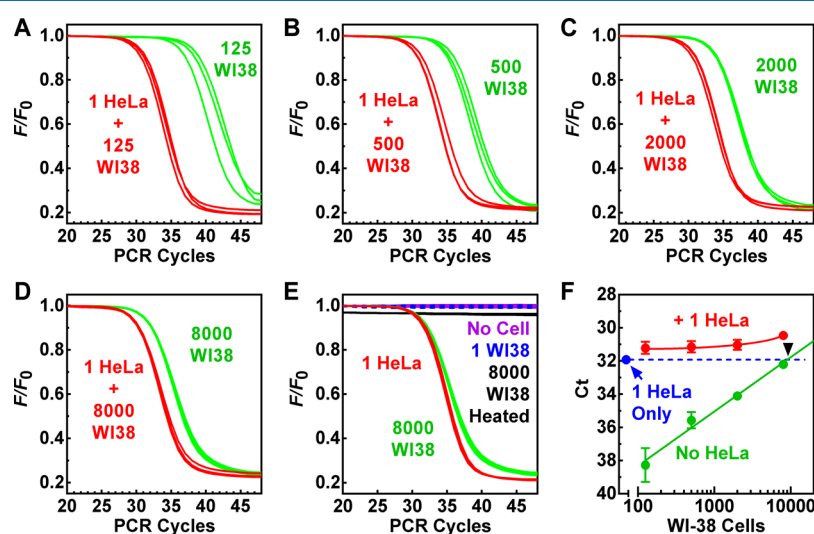 A
F/F0
1.0
0.8
0.6
0.4
0.2
125
WI38
1 HeLa
+
125
WI38
20 25 30 35 40 45
PCR Cycles
B
F/F0
1.0
0.8
0.6
0.4
0.2
500
WI38
1 HeLa
+
500
WI38
20 25 30 35 40 45
PCR Cycles
C
F/F0
1.0
0.8
0.6
0.4
0.2
2000
WI38
1 HeLa
+
2000
WI38
20 25 30 35 40 45
PCR Cycles
D
F/F0
1.0
0.8
0.6
0.4
0.2
8000
WI38
1 HeLa
+
8000
WI38
20 25 30 35 40 45
PCR Cycles
E
F/F0
1.0
0.8
0.6
0.4
0.2
No Cell
1 WI38
8000
WI38
Heated
1 HeLa
8000
WI38
20 25 30 35 40 45
PCR Cycles
F
Ct
28
30
32
34
36
38
40
+ 1 HeLa
1 HeLa
Only
No HeLa
0 100 1000 10000
WI-38 Cells